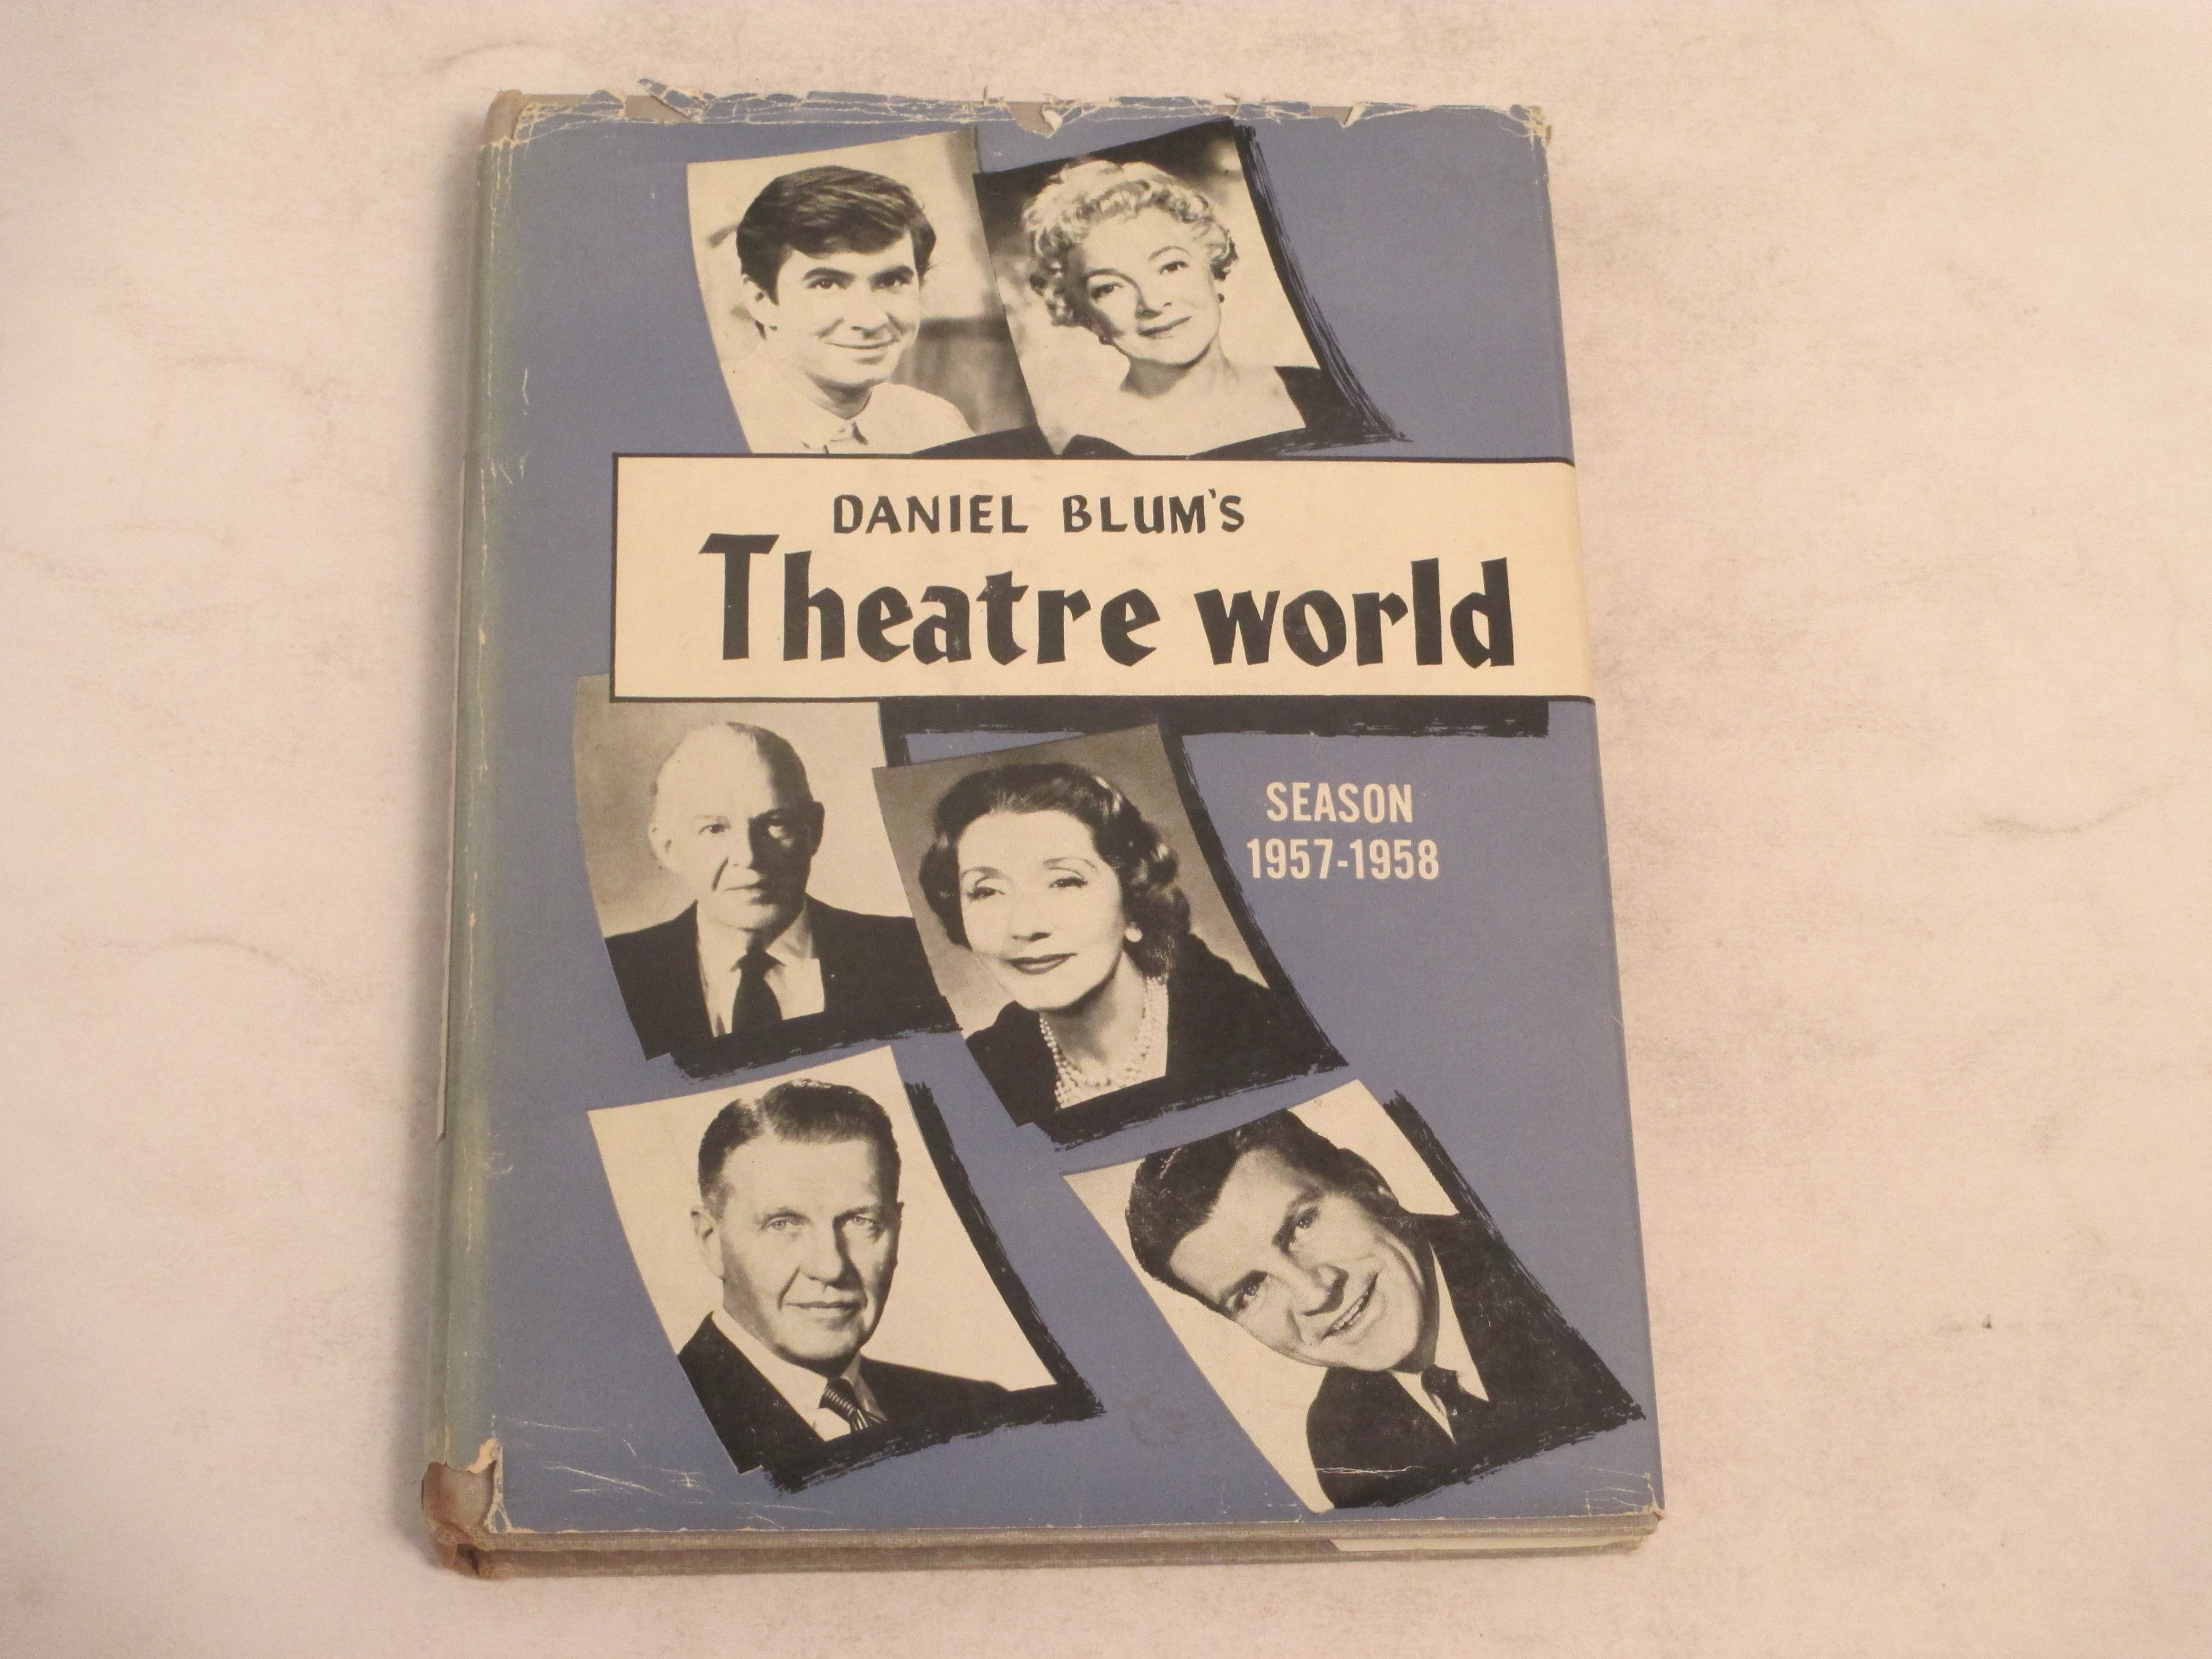 DANIEL BLUM'S
Theatre world
SEASON
1957-1958